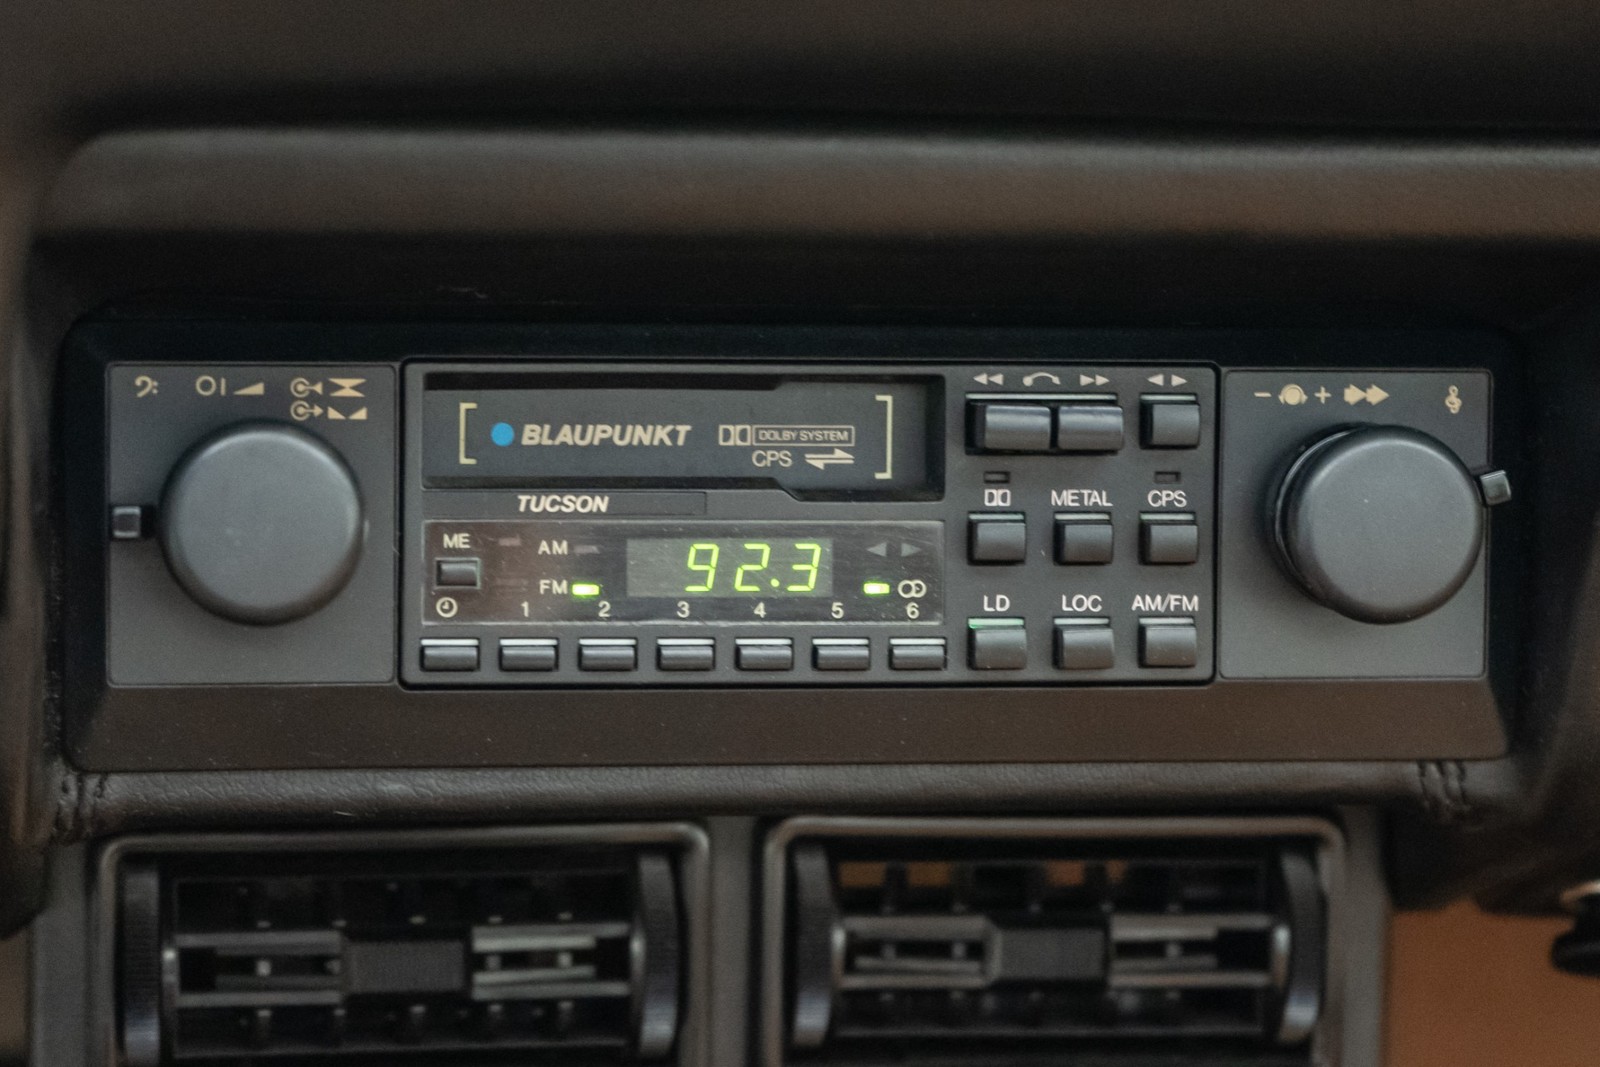 BLAUPUNKT DOLBY SYSTEM
CPS
TUCSON
METAL CPS
ME AM 92.3
FM
1 2 3 4 5 6
LD LOC AM/FM